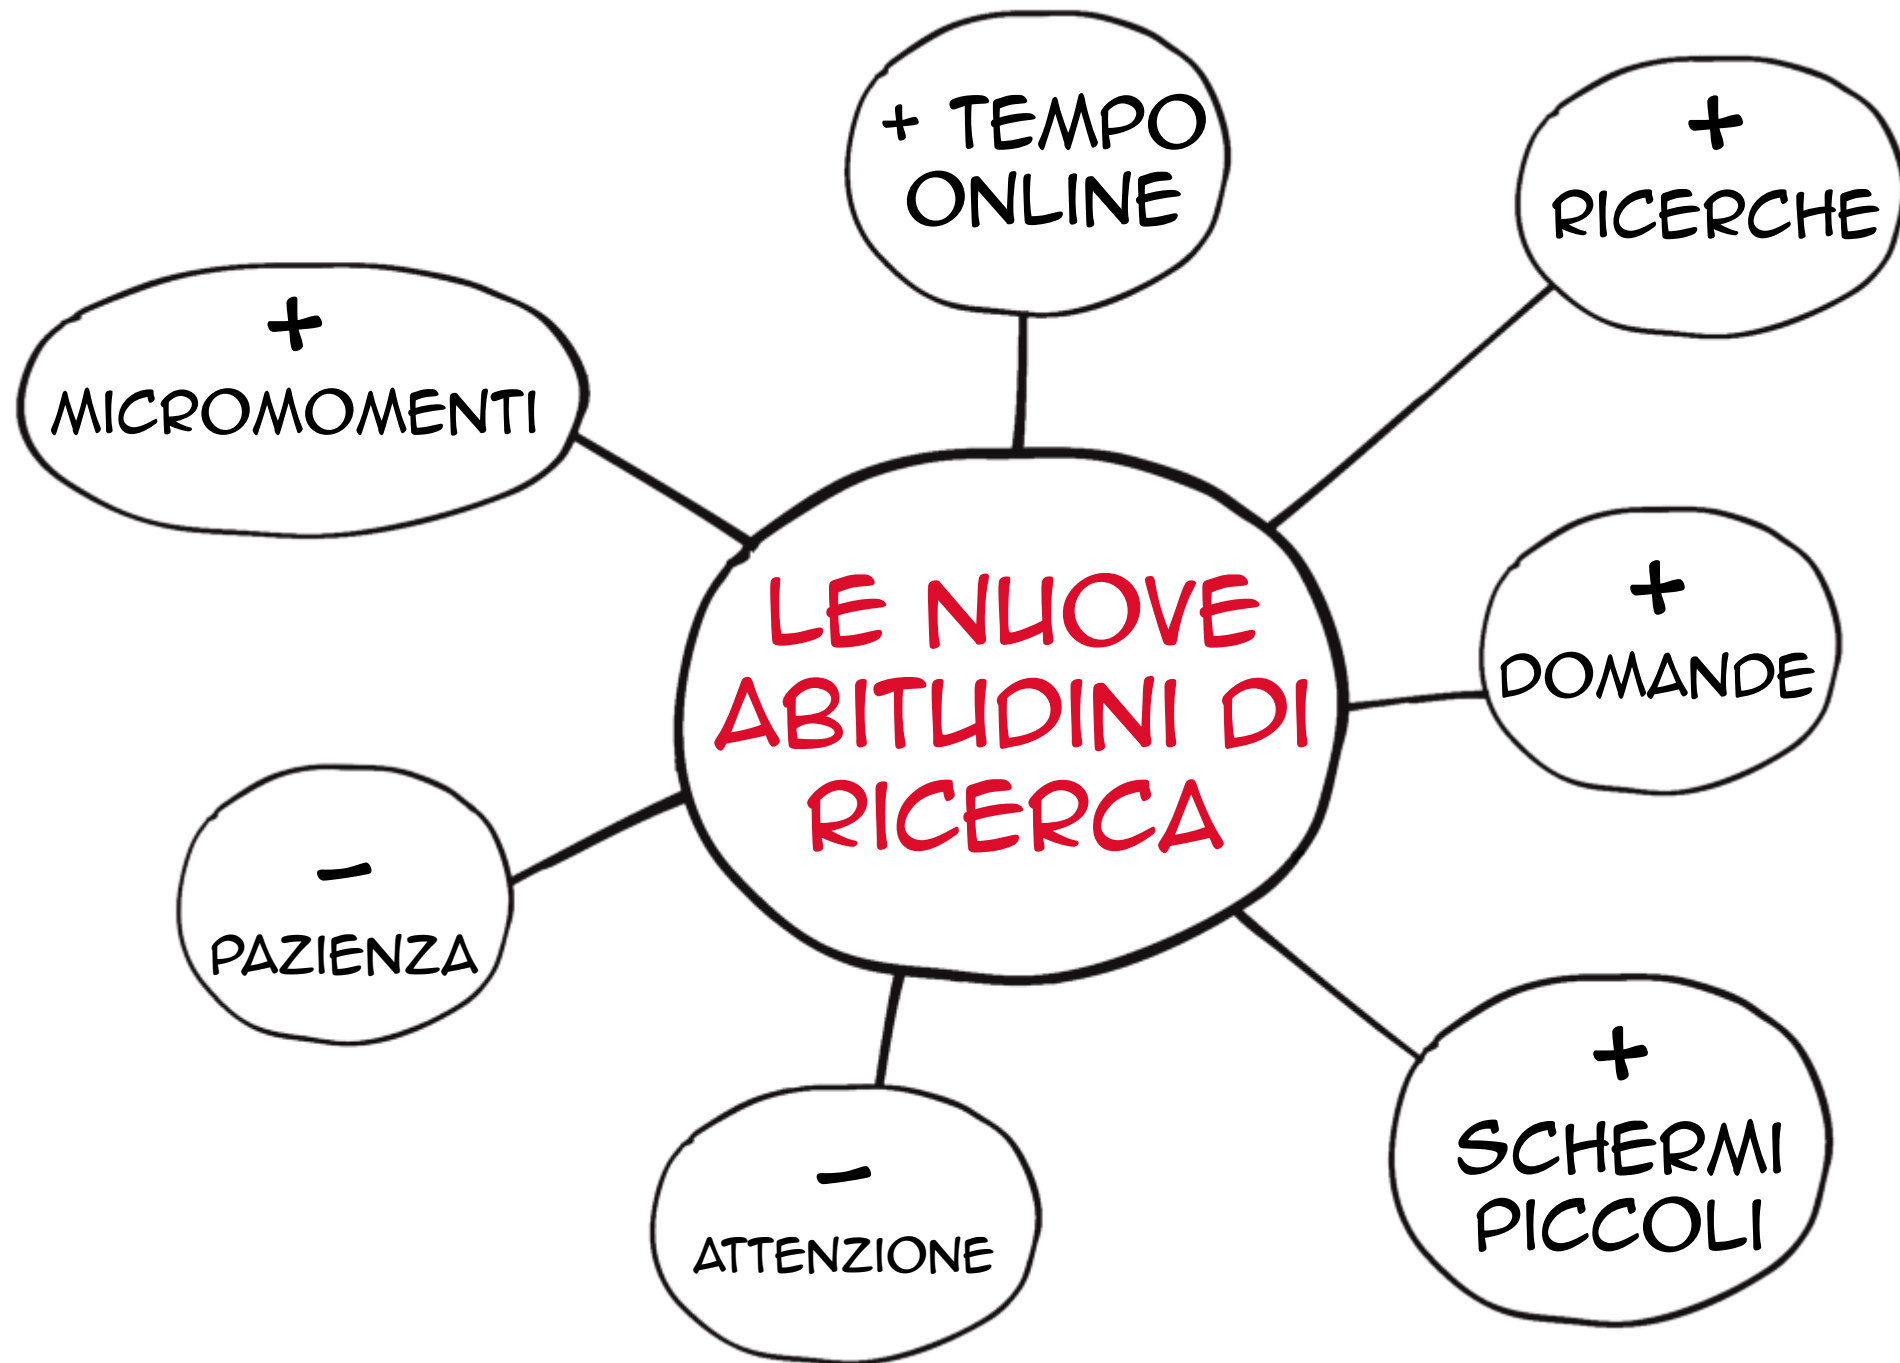 + TEMPO
ONLINE
+
RICERCHE
+
MICROMOMENTI
LE NUOVE
ABITUDINI DI
RICERCA
+
DOMANDE
-
PAZIENZA
+
SCHERMI
PICCOLI
-
ATTENZIONE